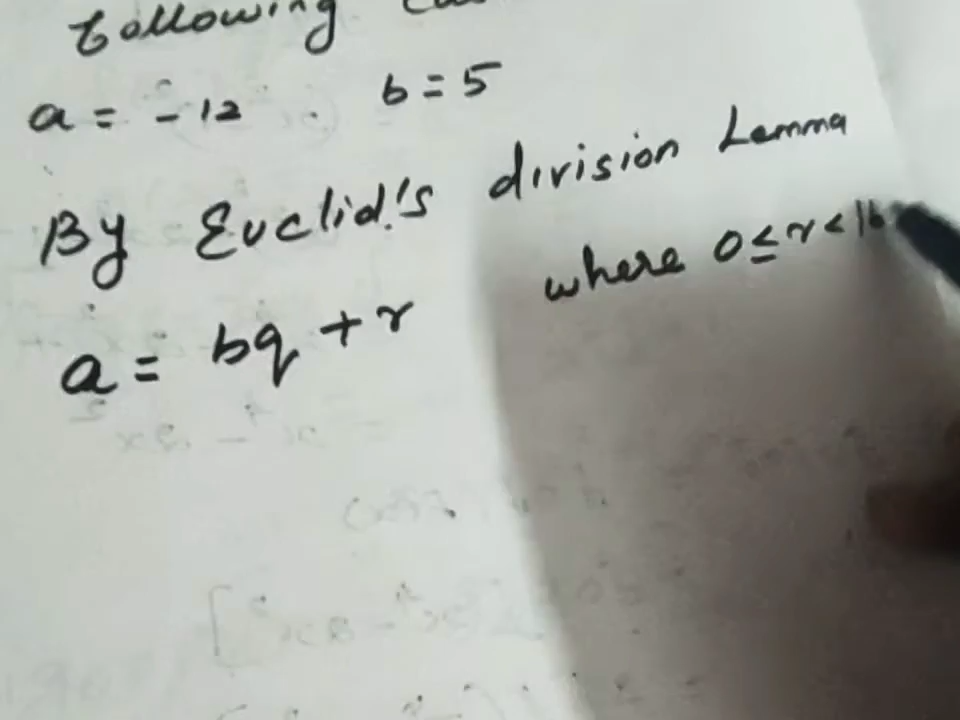 following
a = -12 b = 5
By Euclid's division Lemma
a = bq + r where 0 ≤ r < |b